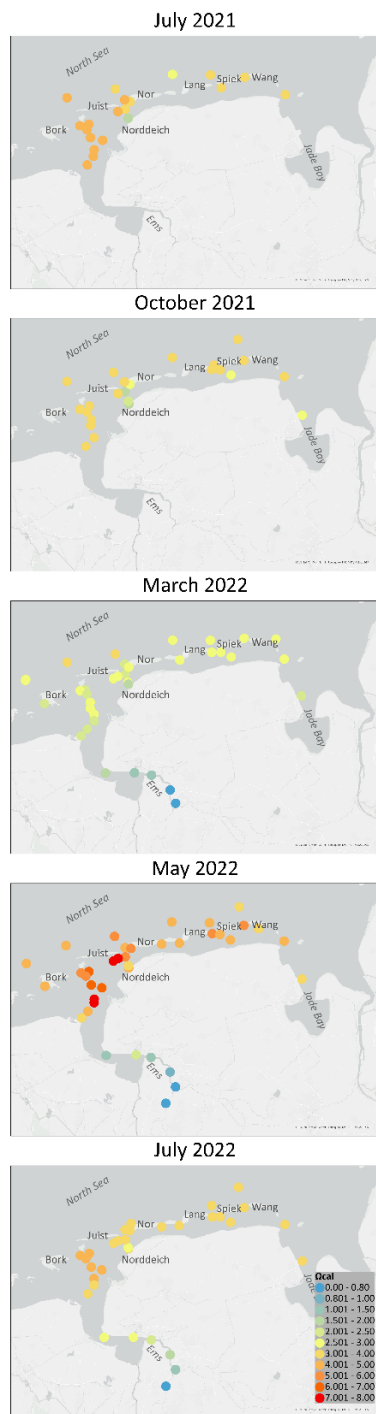 July 2021
North Sea
Wang
Spiek
Lang
Nor
Juist
Bork
Norddeich
Jade Bay
Ems
October 2021
North Sea
Wang
Spiek
Lang
Nor
Juist
Bork
Norddeich
Jade Bay
Ems
March 2022
North Sea
Wang
Spiek
Lang
Nor
Juist
Bork
Norddeich
Jade Bay
Ems
May 2022
North Sea
Wang
Spiek
Lang
Nor
Juist
Bork
Norddeich
Jade Bay
Ems
July 2022
North Sea
Wang
Spiek
Lang
Nor
Juist
Bork
Norddeich
Ems
Ωcal
0.00 - 0.80
0.801 - 1.00
1.001 - 1.50
1.501 - 2.00
2.001 - 2.50
2.501 - 3.00
3.001 - 4.00
4.001 - 5.00
5.001 - 6.00
6.001 - 7.00
7.001 - 8.00